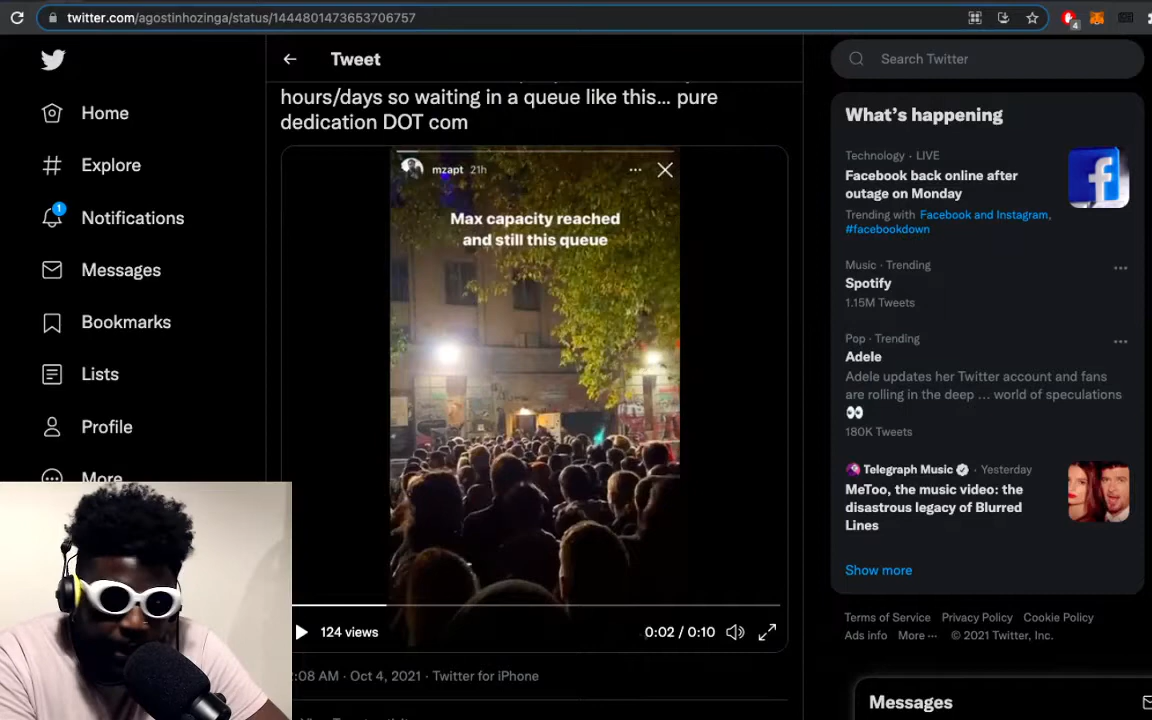 twitter.com/agostinhozinga/status/1444801473653706757
4
Home
Explore
1
Notifications
Messages
Bookmarks
Lists
Profile
More
Tweet
hours/days so waiting in a queue like this... pure
dedication DOT com
mzapt 21h
Max capacity reached
and still this queue
124 views
0:02 / 0:10
:08 AM · Oct 4, 2021 · Twitter for iPhone
Search Twitter
What's happening
Technology · LIVE
Facebook back online after
outage on Monday
Trending with Facebook and Instagram,
#facebookdown
Music · Trending
Spotify
1.15M Tweets
Pop · Trending
Adele
Adele updates her Twitter account and fans
are rolling in the deep ... world of speculations
👀
180K Tweets
Telegraph Music · Yesterday
MeToo, the music video: the
disastrous legacy of Blurred
Lines
Show more
Terms of Service Privacy Policy Cookie Policy
Ads info More ··· © 2021 Twitter, Inc.
Messages